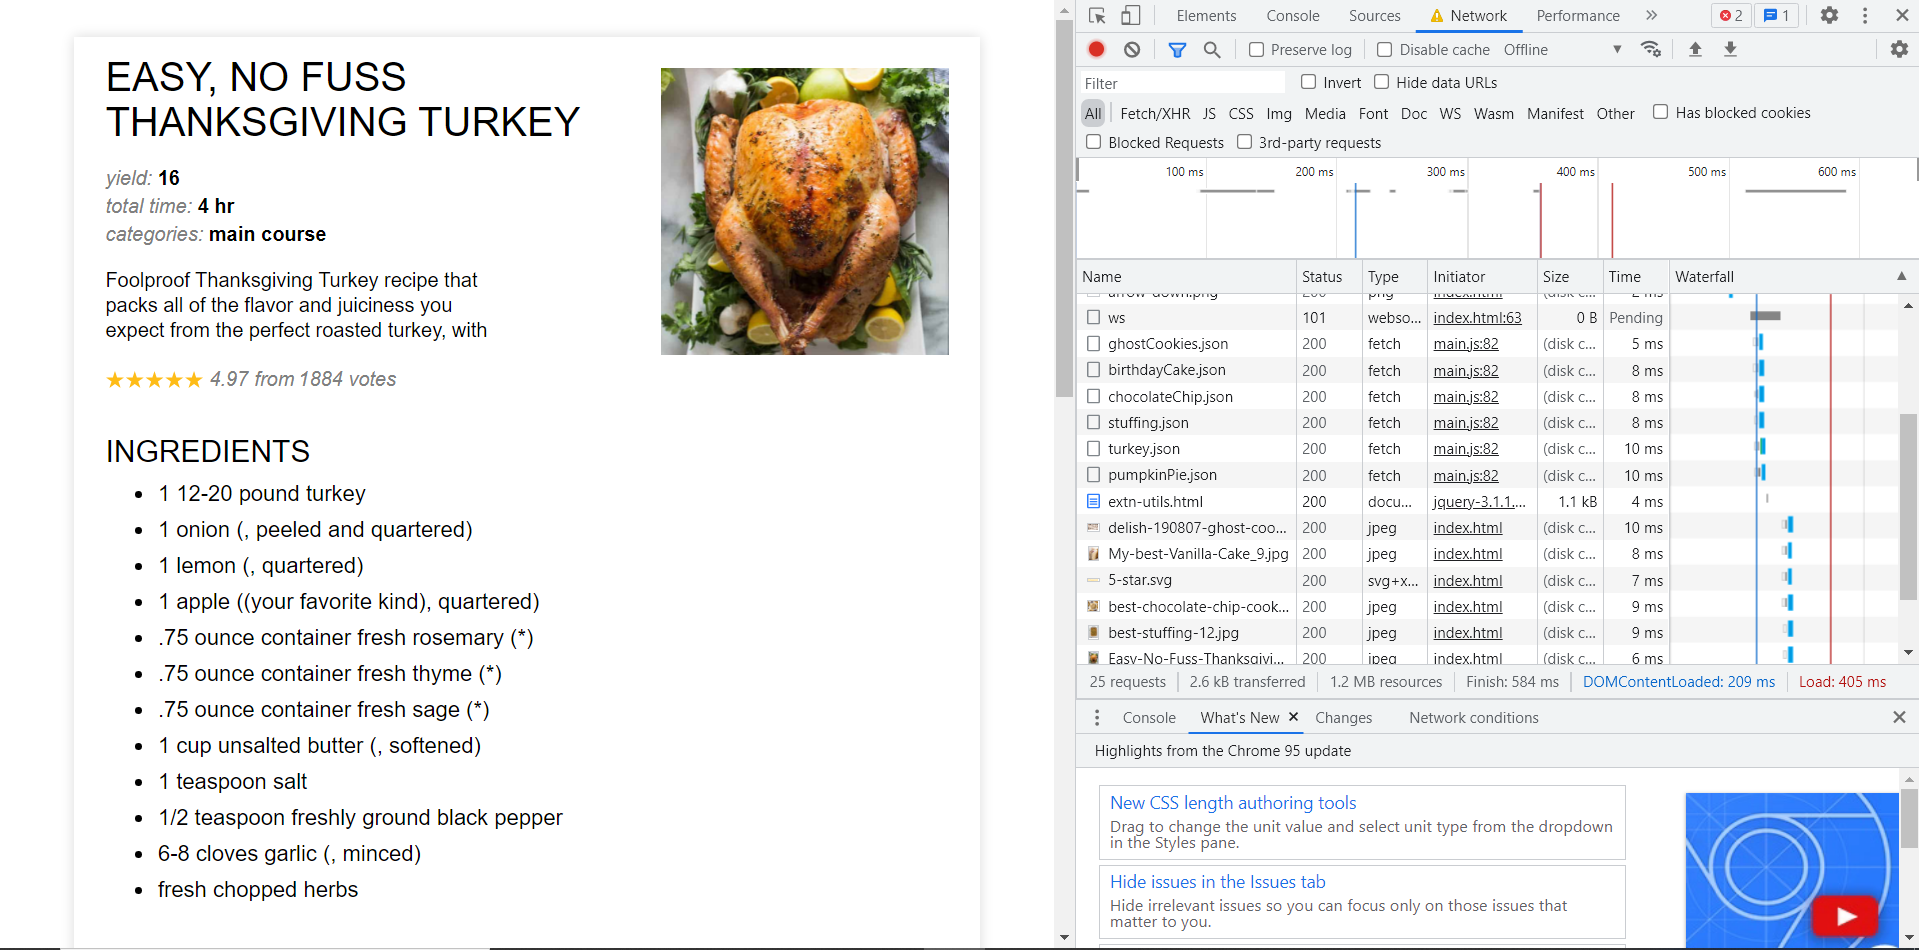 EASY, NO FUSS
THANKSGIVING TURKEY
yield: 16
total time: 4 hr
categories: main course
Foolproof Thanksgiving Turkey recipe that
packs all of the flavor and juiciness you
expect from the perfect roasted turkey, with
4.97 from 1884 votes
INGREDIENTS
1 12-20 pound turkey
1 onion (, peeled and quartered)
1 lemon (, quartered)
1 apple ((your favorite kind), quartered)
.75 ounce container fresh rosemary (*)
.75 ounce container fresh thyme (*)
.75 ounce container fresh sage (*)
1 cup unsalted butter (, softened)
1 teaspoon salt
1/2 teaspoon freshly ground black pepper
6-8 cloves garlic (, minced)
fresh chopped herbs
Elements Console Sources Network Performance 2 1
Preserve log Disable cache Offline
Filter Invert Hide data URLs
All Fetch/XHR JS CSS Img Media Font Doc WS Wasm Manifest Other Has blocked cookies
Blocked Requests 3rd-party requests
100 ms 200 ms 300 ms 400 ms 500 ms 600 ms
Name Status Type Initiator Size Time Waterfall
arrow-down.png 200 png index.html (disk c... 2 ms
ws 101 webso... index.html:63 0 B Pending
ghostCookies.json 200 fetch main.js:82 (disk c... 5 ms
birthdayCake.json 200 fetch main.js:82 (disk c... 8 ms
chocolateChip.json 200 fetch main.js:82 (disk c... 8 ms
stuffing.json 200 fetch main.js:82 (disk c... 8 ms
turkey.json 200 fetch main.js:82 (disk c... 10 ms
pumpkinPie.json 200 fetch main.js:82 (disk c... 10 ms
extn-utils.html 200 docu... jquery-3.1.1.... 1.1 kB 4 ms
delish-190807-ghost-coo... 200 jpeg index.html (disk c... 10 ms
My-best-Vanilla-Cake_9.jpg 200 jpeg index.html (disk c... 8 ms
5-star.svg 200 svg+x... index.html (disk c... 7 ms
best-chocolate-chip-cook... 200 jpeg index.html (disk c... 9 ms
best-stuffing-12.jpg 200 jpeg index.html (disk c... 9 ms
Easy-No-Fuss-Thanksgivi... 200 jpeg index.html (disk c... 6 ms
25 requests 2.6 kB transferred 1.2 MB resources Finish: 584 ms DOMContentLoaded: 209 ms Load: 405 ms
Console What's New Changes Network conditions
Highlights from the Chrome 95 update
New CSS length authoring tools
Drag to change the unit value and select unit type from the dropdown
in the Styles pane.
Hide issues in the Issues tab
Hide irrelevant issues so you can focus only on those issues that
matter to you.